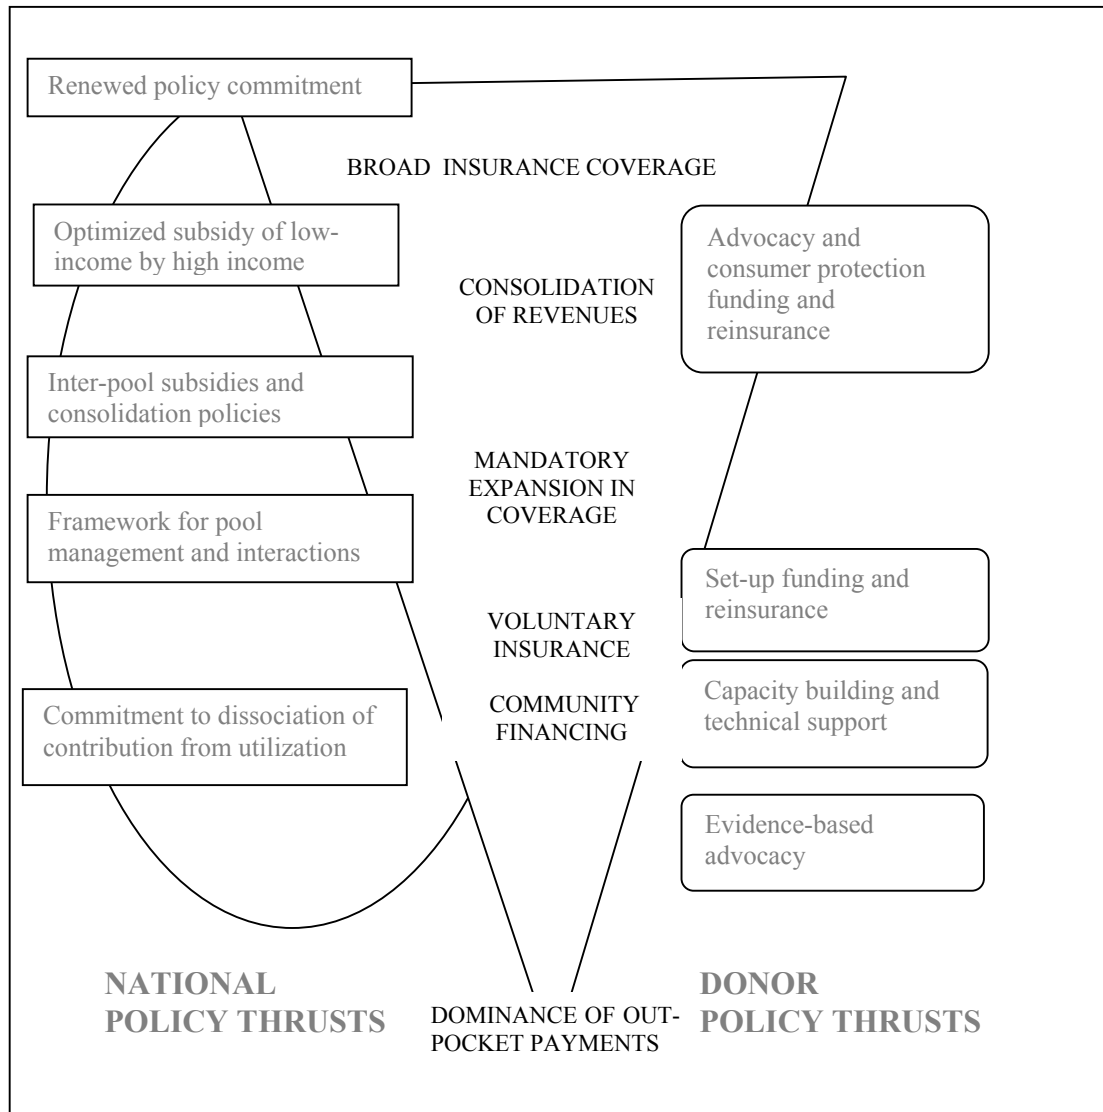 Renewed policy commitment
BROAD INSURANCE COVERAGE
Optimized subsidy of low-
income by high income
Advocacy and
consumer protection
funding and
reinsurance
CONSOLIDATION
OF REVENUES
Inter-pool subsidies and
consolidation policies
MANDATORY
EXPANSION IN
COVERAGE
Framework for pool
management and interactions
Set-up funding and
reinsurance
VOLUNTARY
INSURANCE
Commitment to dissociation of
contribution from utilization
COMMUNITY
FINANCING
Capacity building and
technical support
Evidence-based
advocacy
NATIONAL
POLICY THRUSTS
DOMINANCE OF OUT-
POCKET PAYMENTS
DONOR
POLICY THRUSTS